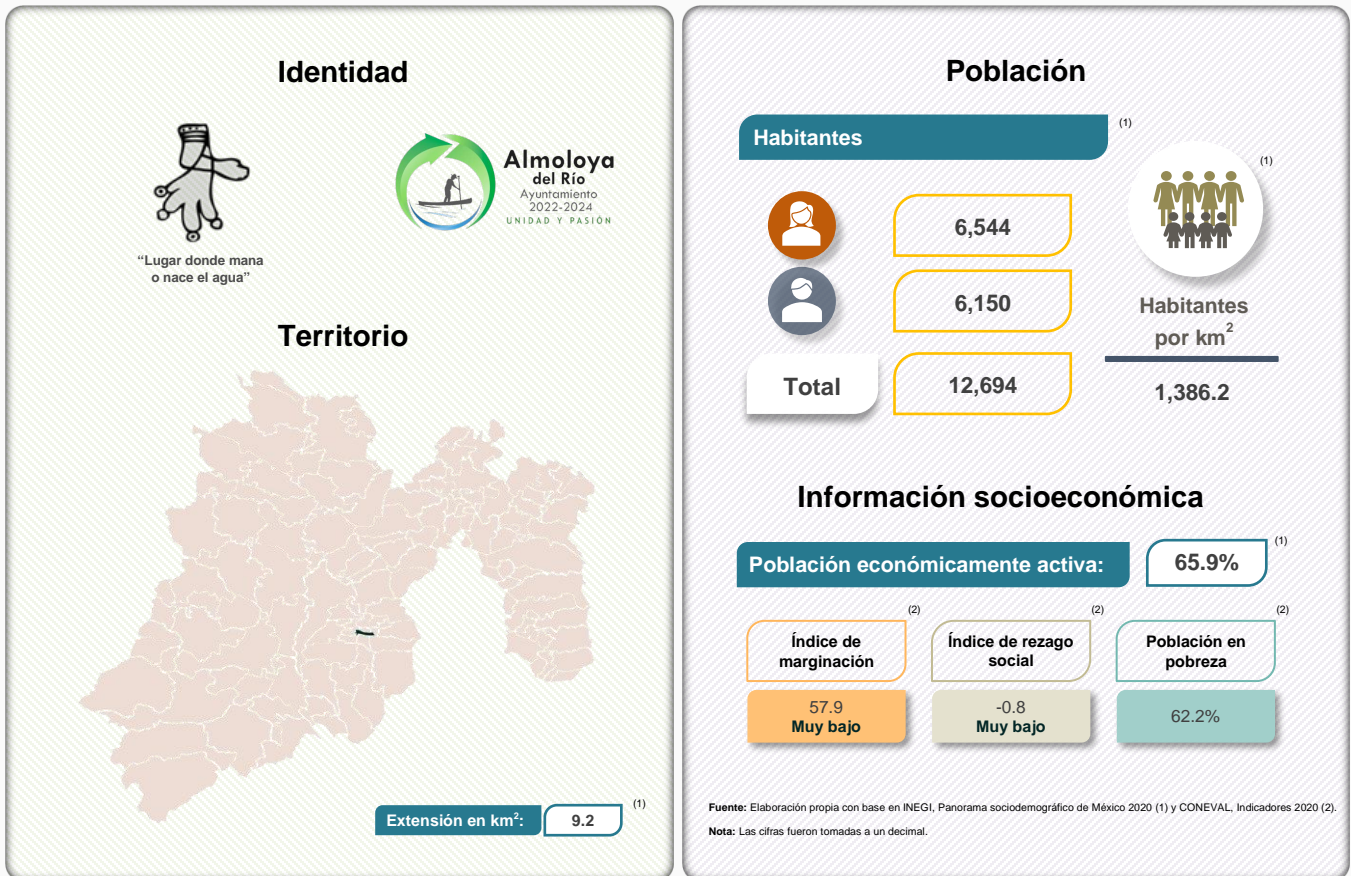 Identidad
Almoloya
del Río
Ayuntamiento
2022-2024
UNIDAD Y PASIÓN
“Lugar donde mana
o nace el agua”
Territorio
Extensión en km²:
9.2
(1)
Población
Habitantes
(1)
6,544
6,150
Total
12,694
(1)
Habitantes
por km²
1,386.2
Información socioeconómica
Población económicamente activa:
65.9%
(1)
(2)
Índice de
marginación
57.9
Muy bajo
(2)
Índice de rezago
social
-0.8
Muy bajo
(2)
Población en
pobreza
62.2%
Fuente: Elaboración propia con base en INEGI, Panorama sociodemográfico de México 2020 (1) y CONEVAL, Indicadores 2020 (2).
Nota: Las cifras fueron tomadas a un decimal.